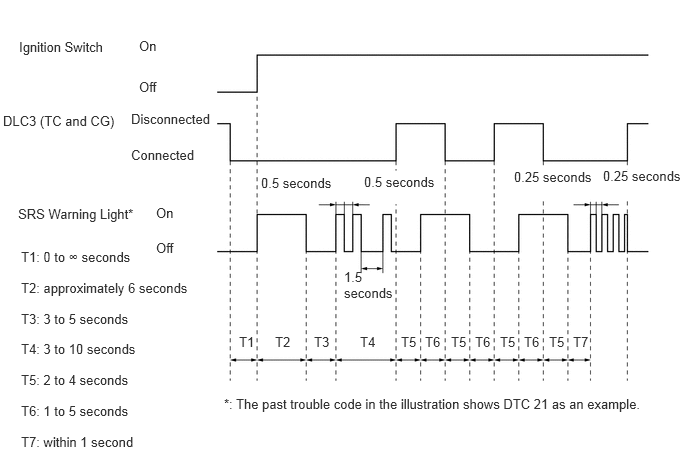 Ignition Switch On
Off
DLC3 (TC and CG) Disconnected
Connected
0.5 seconds 0.5 seconds 0.25 seconds 0.25 seconds
SRS Warning Light* On
Off
T1: 0 to ∞ seconds
1.5
seconds
T2: approximately 6 seconds
T3: 3 to 5 seconds
T1 T2 T3 T4 T5 T6 T5 T6 T5 T6 T5 T7
T4: 3 to 10 seconds
T5: 2 to 4 seconds
*: The past trouble code in the illustration shows DTC 21 as an example.
T6: 1 to 5 seconds
T7: within 1 second